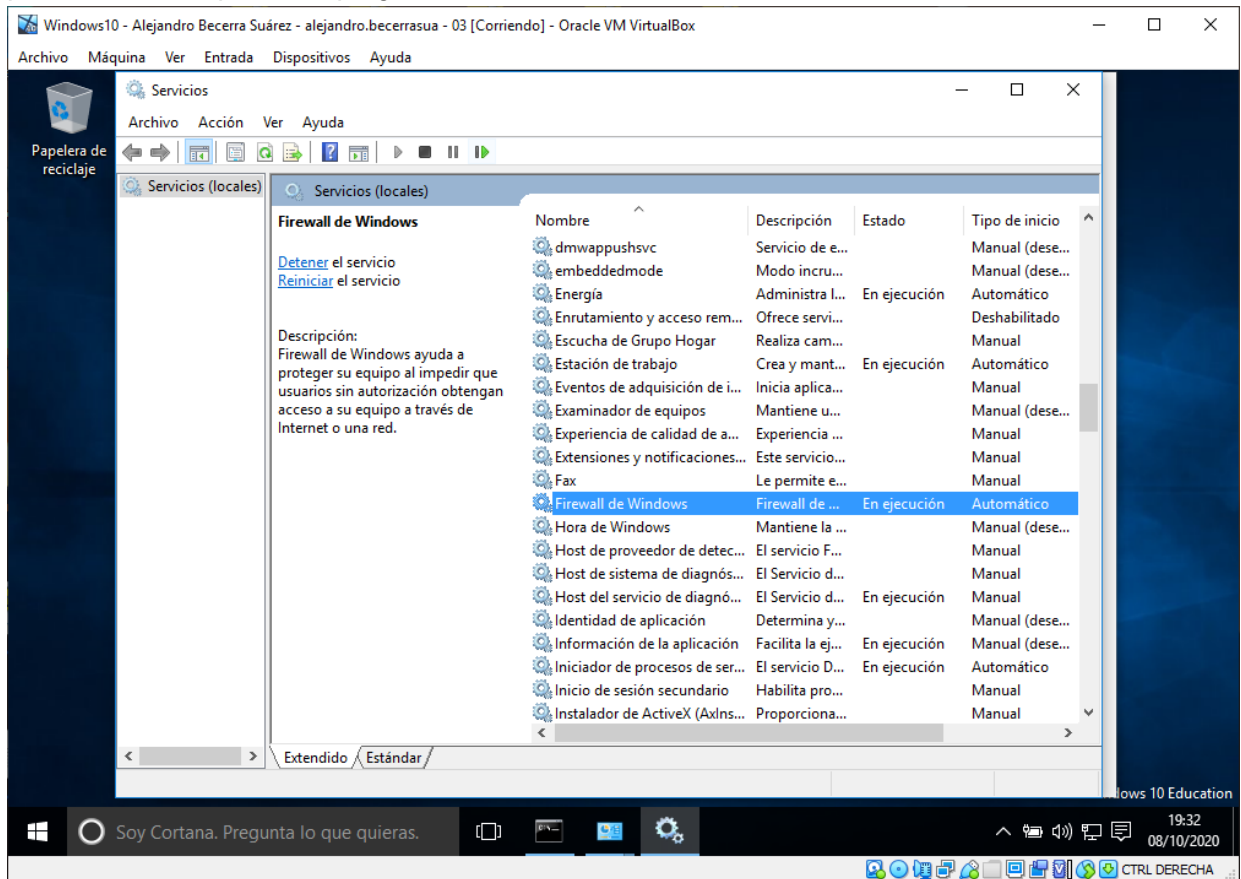 Windows10 - Alejandro Becerra Suárez - alejandro.becerrasua - 03 [Corriendo] - Oracle VM VirtualBox
Archivo Máquina Ver Entrada Dispositivos Ayuda
Papelera de
reciclaje
Servicios
Archivo Acción Ver Ayuda
Servicios (locales)
Servicios (locales)
Firewall de Windows
Detener el servicio
Reiniciar el servicio
Descripción:
Firewall de Windows ayuda a
proteger su equipo al impedir que
usuarios sin autorización obtengan
acceso a su equipo a través de
Internet o una red.
Nombre Descripción Estado Tipo de inicio
dmwappushsvc Servicio de e... Manual (dese...
embeddedmode Modo incru... Manual (dese...
Energía Administra l... En ejecución Automático
Enrutamiento y acceso rem... Ofrece servi... Deshabilitado
Escucha de Grupo Hogar Realiza cam... Manual
Estación de trabajo Crea y mant... En ejecución Automático
Eventos de adquisición de i... Inicia aplica... Manual
Examinador de equipos Mantiene u... Manual (dese...
Experiencia de calidad de a... Experiencia ... Manual
Extensiones y notificaciones... Este servicio... Manual
Fax Le permite e... Manual
Firewall de Windows Firewall de ... En ejecución Automático
Hora de Windows Mantiene la ... Manual (dese...
Host de proveedor de detec... El servicio F... Manual
Host de sistema de diagnós... El Servicio d... Manual
Host del servicio de diagnó... El Servicio d... En ejecución Manual
Identidad de aplicación Determina y... Manual (dese...
Información de la aplicación Facilita la ej... En ejecución Manual (dese...
Iniciador de procesos de ser... El servicio D... En ejecución Automático
Inicio de sesión secundario Habilita pro... Manual
Instalador de ActiveX (AxIns... Proporciona... Manual
Extendido Estándar
dows 10 Education
Soy Cortana. Pregunta lo que quieras.
19:32
08/10/2020
CTRL DERECHA